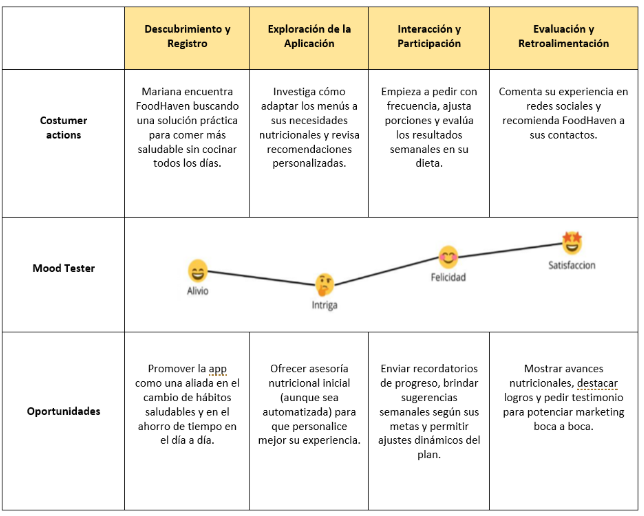 Descubrimiento y
Registro
Exploración de la
Aplicación
Interacción y
Participación
Evaluación y
Retroalimentación
Costumer
actions
Mariana encuentra
FoodHaven buscando
una solución práctica
para comer más
saludable sin cocinar
todos los días.
Investiga cómo
adaptar los menús a
sus necesidades
nutricionales y revisa
recomendaciones
personalizadas.
Empieza a pedir con
frecuencia, ajusta
porciones y evalúa
los resultados
semanales en su
dieta.
Comenta su experiencia en
redes sociales y
recomienda FoodHaven a
sus contactos.
Mood Tester
Alivio
Intriga
Felicidad
Satisfaccion
Oportunidades
Promover la app
como una aliada en el
cambio de hábitos
saludables y en el
ahorro de tiempo en
el día a día.
Ofrecer asesoría
nutricional inicial
(aunque sea
automatizada) para
que personalice
mejor su experiencia.
Enviar recordatorios
de progreso, brindar
sugerencias
semanales según sus
metas y permitir
ajustes dinámicos del
plan.
Mostrar avances
nutricionales, destacar
logros y pedir testimonio
para potenciar marketing
boca a boca.